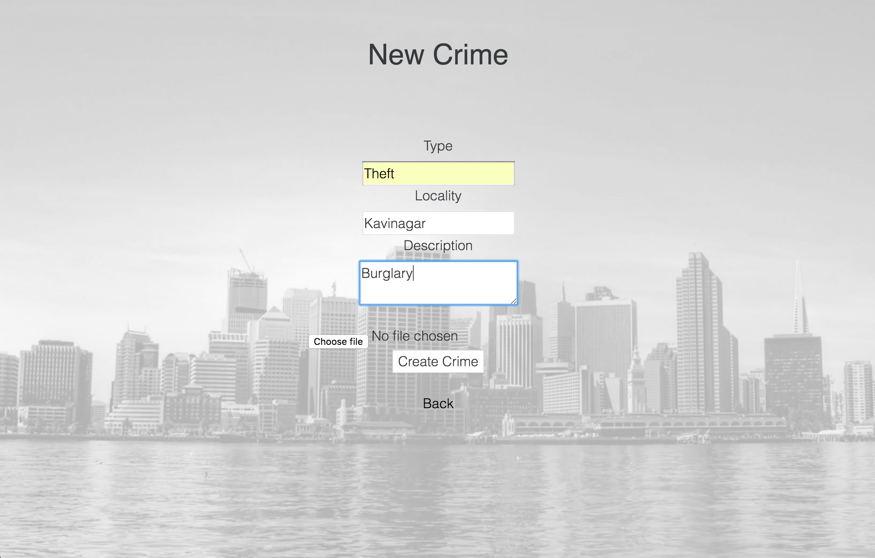 New Crime
Type
Theft
Locality
Kavinagar
Description
Burglary
Choose file No file chosen
Create Crime
Back